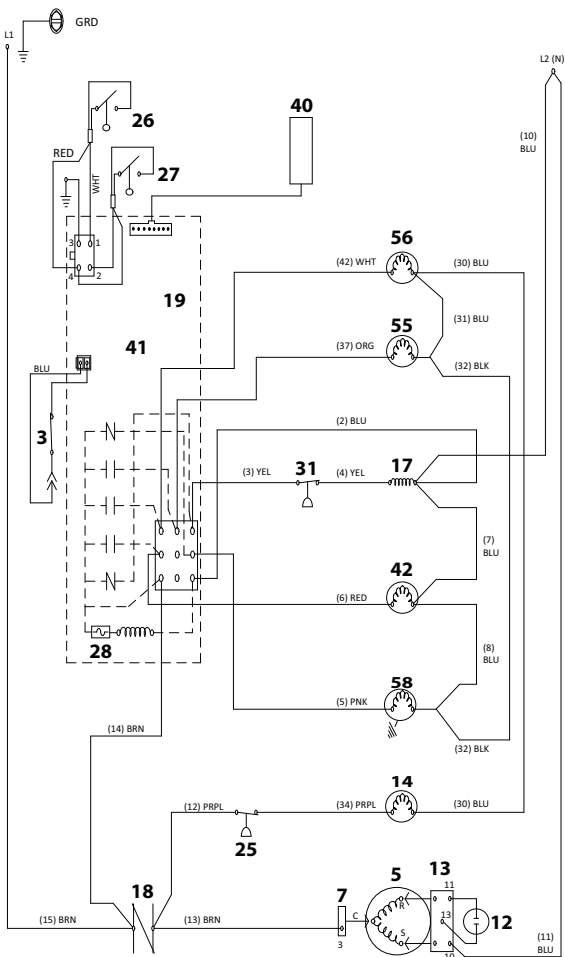 GRD
L1
L2 (N)
26
40
(10)
BLU
RED
WHT
27
3
1
4
2
56
(42) WHT
(30) BLU
19
(31) BLU
55
41
(37) ORG
(32) BLK
BLU
(2) BLU
3
(3) YEL
31
(4) YEL
17
(7)
BLU
42
(6) RED
28
(8)
BLU
58
(5) PNK
(14) BRN
(32) BLK
14
(12) PRPL
(34) PRPL
(30) BLU
25
5
13
18
7
11
R
(15) BRN
(13) BRN
C
13
12
S
3
(11)
BLU
10